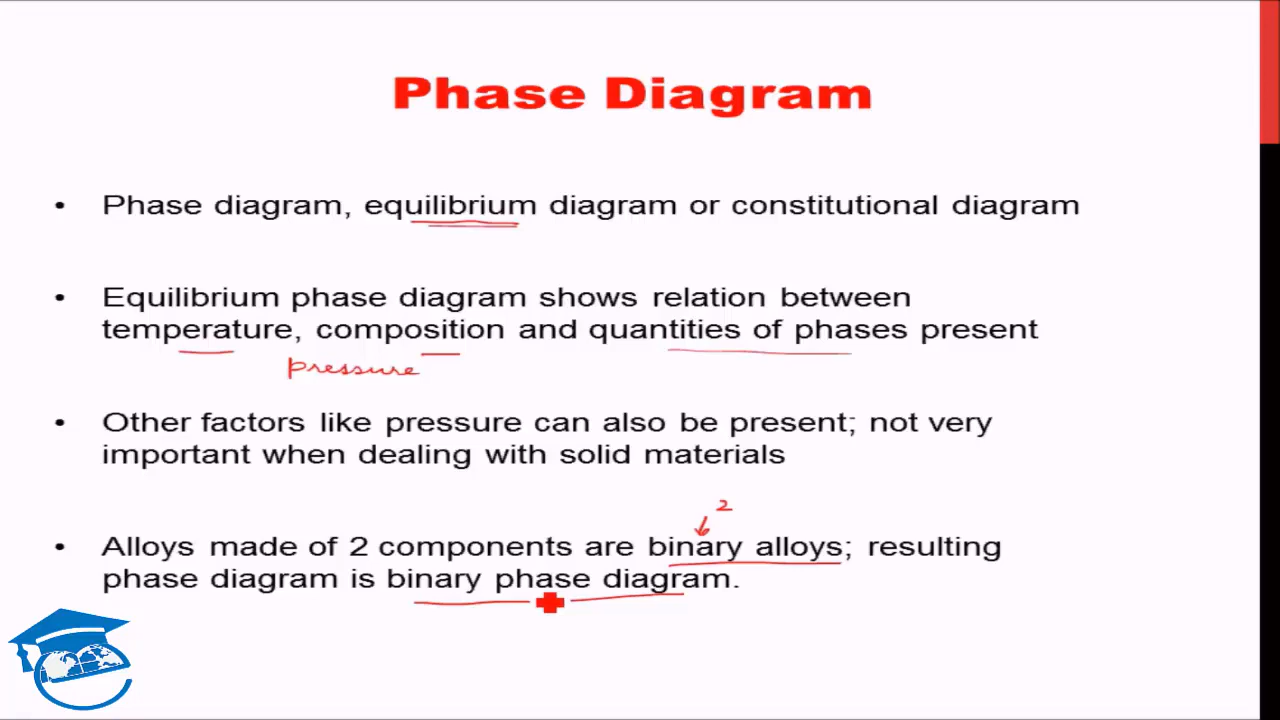 Phase Diagram
• Phase diagram, equilibrium diagram or constitutional diagram
• Equilibrium phase diagram shows relation between
temperature, composition and quantities of phases present
pressure
• Other factors like pressure can also be present; not very
important when dealing with solid materials
2
• Alloys made of 2 components are binary alloys; resulting
phase diagram is binary phase diagram.